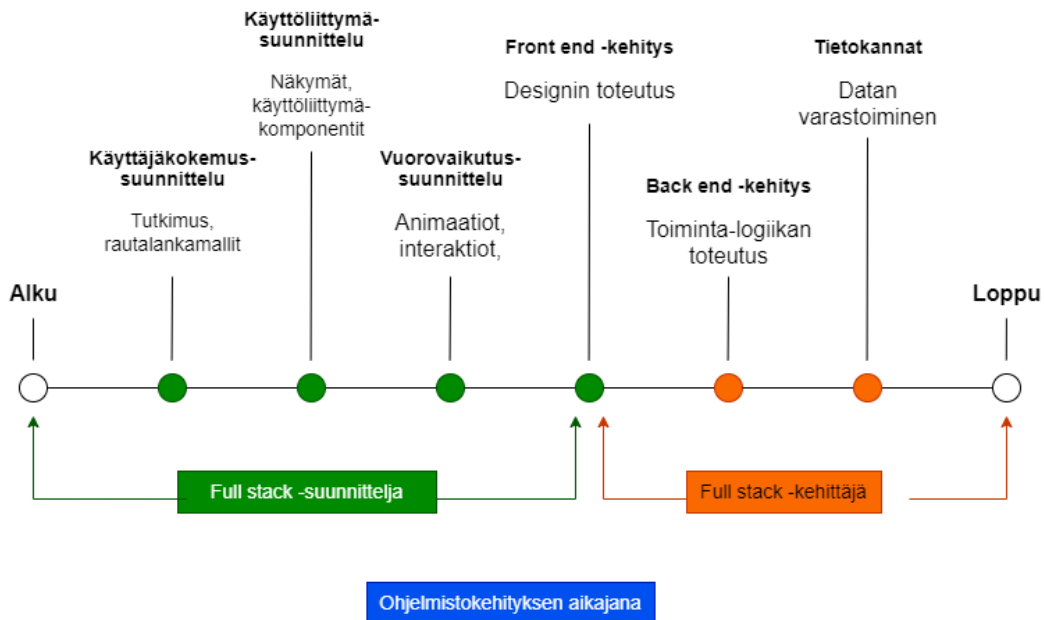 Käyttöliittymä-
suunnittelu
Näkymät,
käyttöliittymä-
komponentit
Front end -kehitys
Designin toteutus
Tietokannat
Datan
varastoiminen
Käyttäjäkokemus-
suunnittelu
Tutkimus,
rautalankamallit
Vuorovaikutus-
suunnittelu
Animaatiot,
interaktiot,
Back end -kehitys
Toiminta-logiikan
toteutus
Alku
Loppu
Full stack -suunnittelja
Full stack -kehittäjä
Ohjelmistokehityksen aikajana